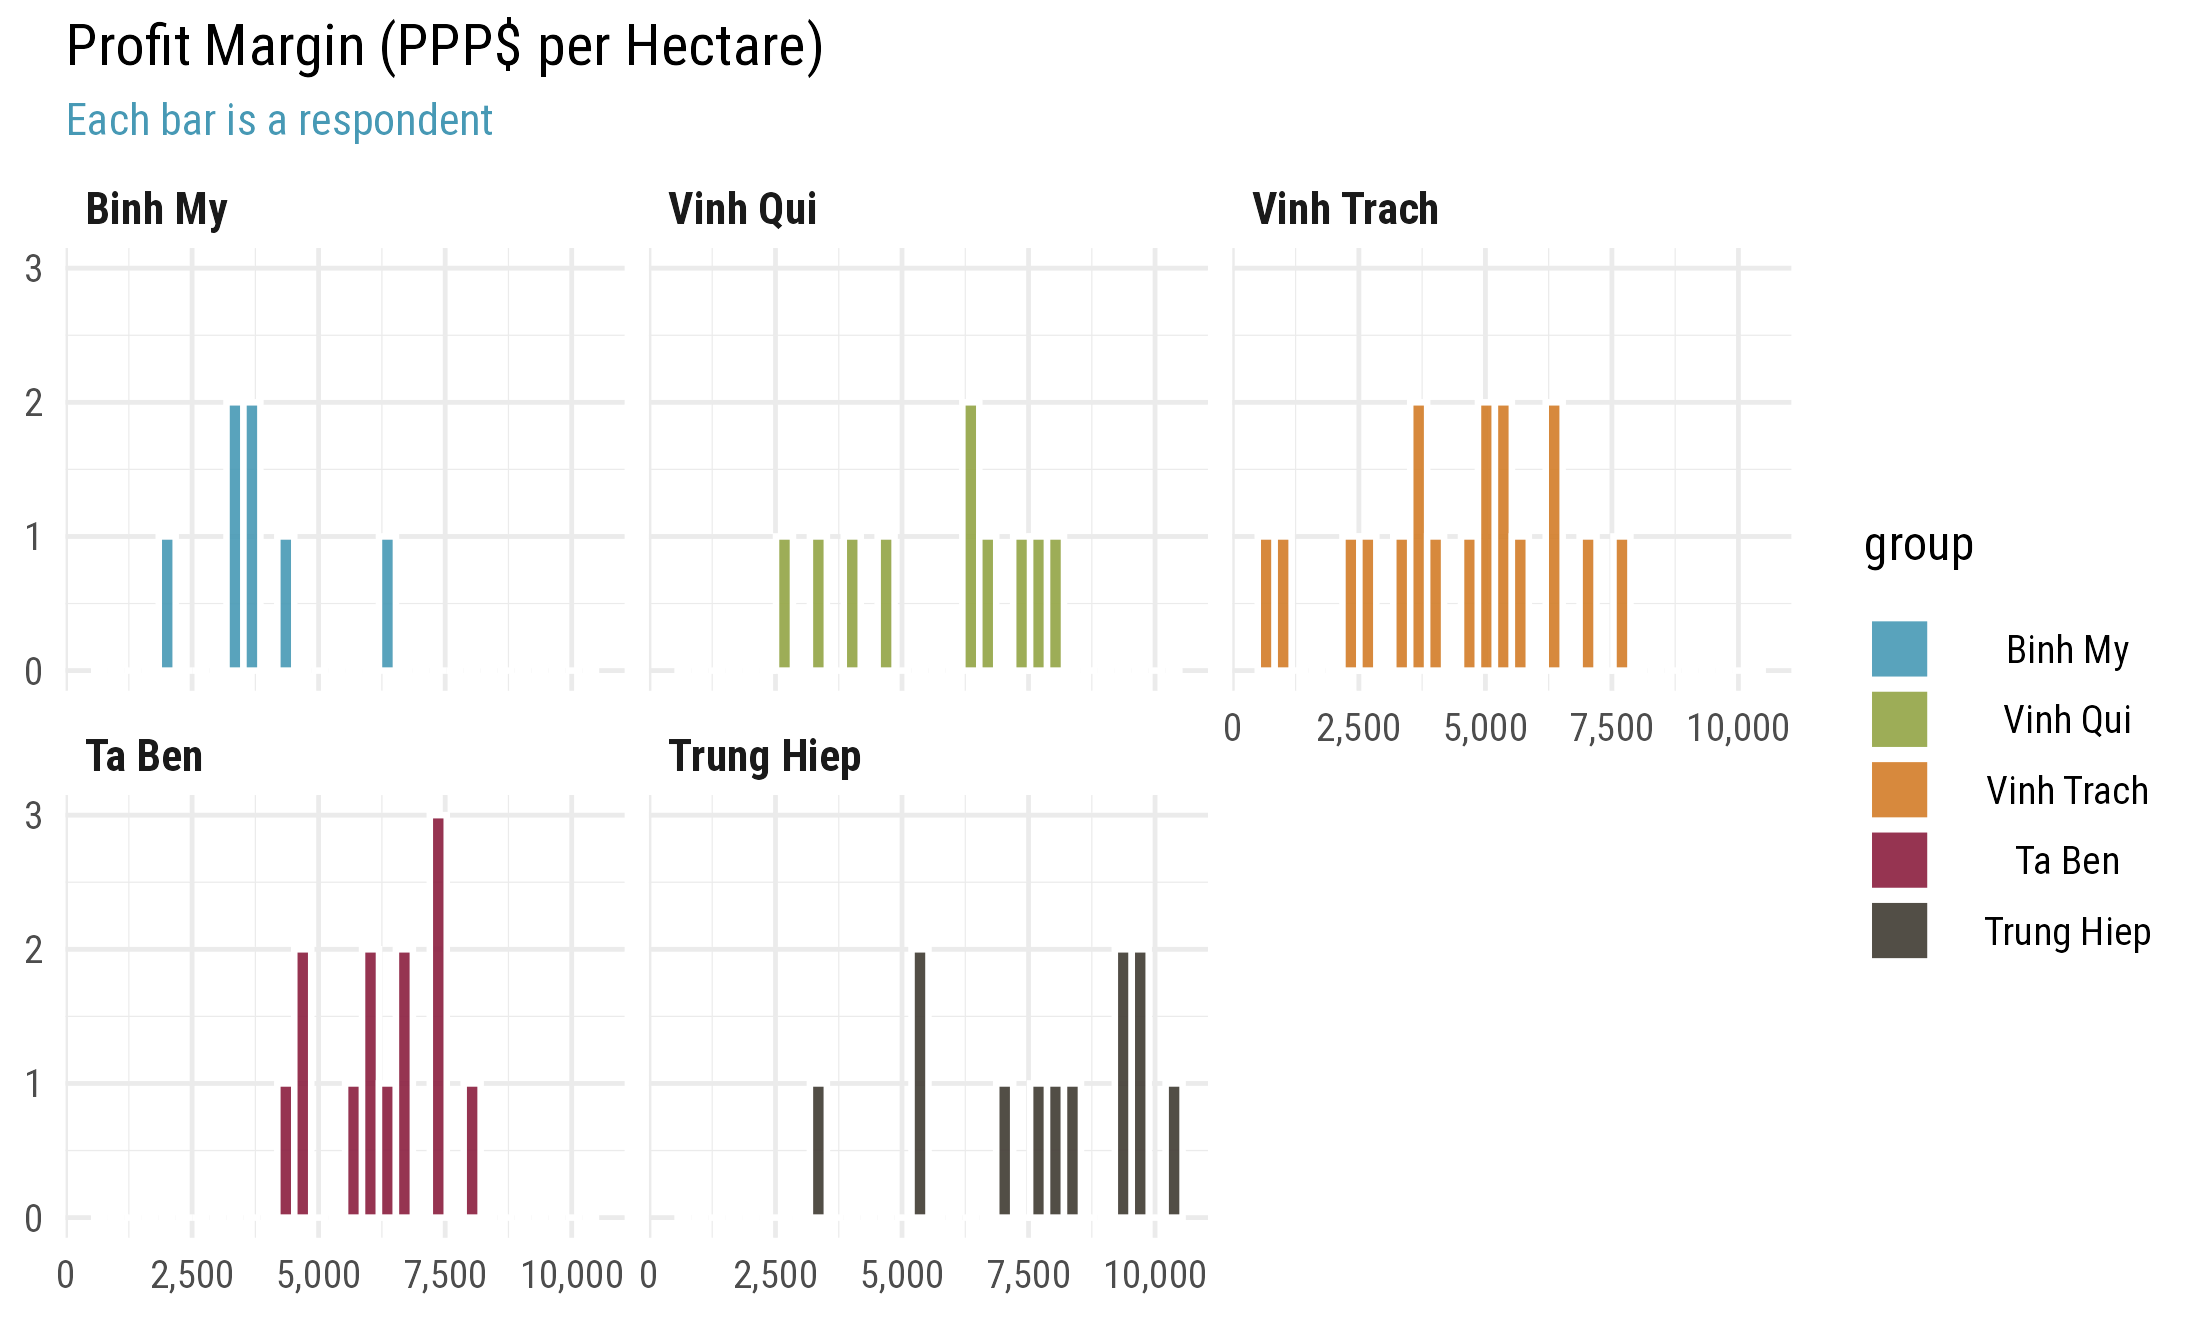 Profit Margin (PPP$ per Hectare)
Each bar is a respondent
Binh My
Vinh Qui
Vinh Trach
3
2
1
0
0 2,500 5,000 7,500 10,000
Ta Ben
Trung Hiep
3
2
1
0
0 2,500 5,000 7,500 10,000
0 2,500 5,000 7,500 10,000
group
Binh My
Vinh Qui
Vinh Trach
Ta Ben
Trung Hiep